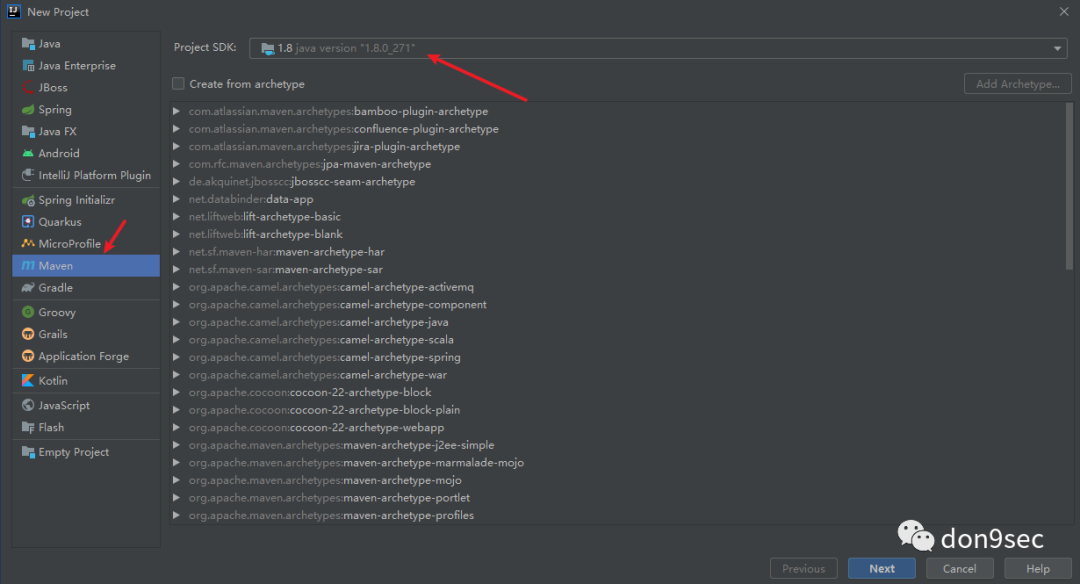 New Project
Java
Java Enterprise
JBoss
Spring
Java FX
Android
IntelliJ Platform Plugin
Spring Initializr
Quarkus
MicroProfile
Maven
Gradle
Groovy
Grails
Application Forge
Kotlin
JavaScript
Flash
Empty Project
Project SDK: 1.8 java version "1.8.0_271"
Create from archetype Add Archetype...
com.atlassian.maven.archetypes:bamboo-plugin-archetype
com.atlassian.maven.archetypes:confluence-plugin-archetype
com.atlassian.maven.archetypes:jira-plugin-archetype
com.rfc.maven.archetypes:jpa-maven-archetype
de.akquinet.jbosscc:jbosscc-seam-archetype
net.databinder:data-app
net.liftweb:lift-archetype-basic
net.liftweb:lift-archetype-blank
net.sf.maven-har:maven-archetype-har
net.sf.maven-sar:maven-archetype-sar
org.apache.camel.archetypes:camel-archetype-activemq
org.apache.camel.archetypes:camel-archetype-component
org.apache.camel.archetypes:camel-archetype-java
org.apache.camel.archetypes:camel-archetype-scala
org.apache.camel.archetypes:camel-archetype-spring
org.apache.camel.archetypes:camel-archetype-war
org.apache.cocoon:cocoon-22-archetype-block
org.apache.cocoon:cocoon-22-archetype-block-plain
org.apache.cocoon:cocoon-22-archetype-webapp
org.apache.maven.archetypes:maven-archetype-j2ee-simple
org.apache.maven.archetypes:maven-archetype-marmalade-mojo
org.apache.maven.archetypes:maven-archetype-mojo
org.apache.maven.archetypes:maven-archetype-portlet
org.apache.maven.archetypes:maven-archetype-profiles
don9sec
Previous Next Cancel Help